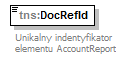 tns:DocRefId
Unikalny indentyfikator
elementu AccountReport